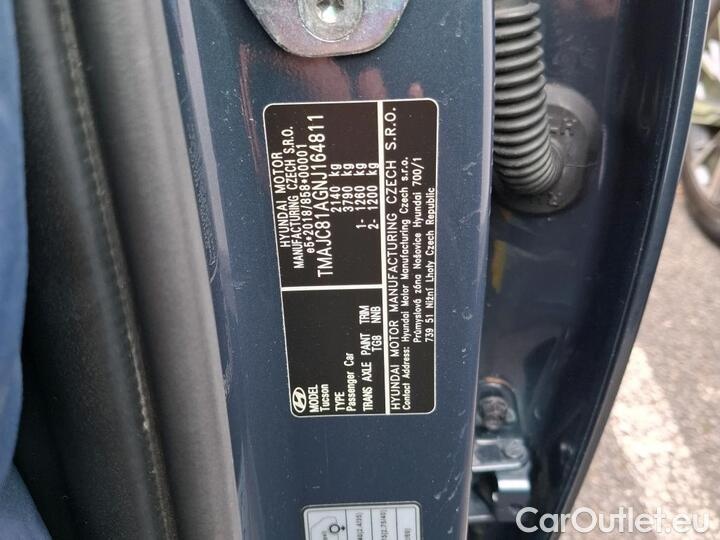 HYUNDAI MOTOR
MANUFACTURING CZECH S.R.O.
e5*2018/858*00001
TMAJC81AGNJ164811
2140 kg
3790 kg
1- 1260 kg
2- 1200 kg
MODEL
Tucson
TYPE
Passenger Car
TRANS AXLE PAINT TRIM
TGB NNB
HYUNDAI MOTOR MANUFACTURING CZECH S.R.O.
Contact Address: Hyundai Motor Manufacturing Czech s.r.o.
Průmyslová zóna Nošovice Hyundai 700/1
739 51 Nižní Lhoty Czech Republic
CarOutlet.eu